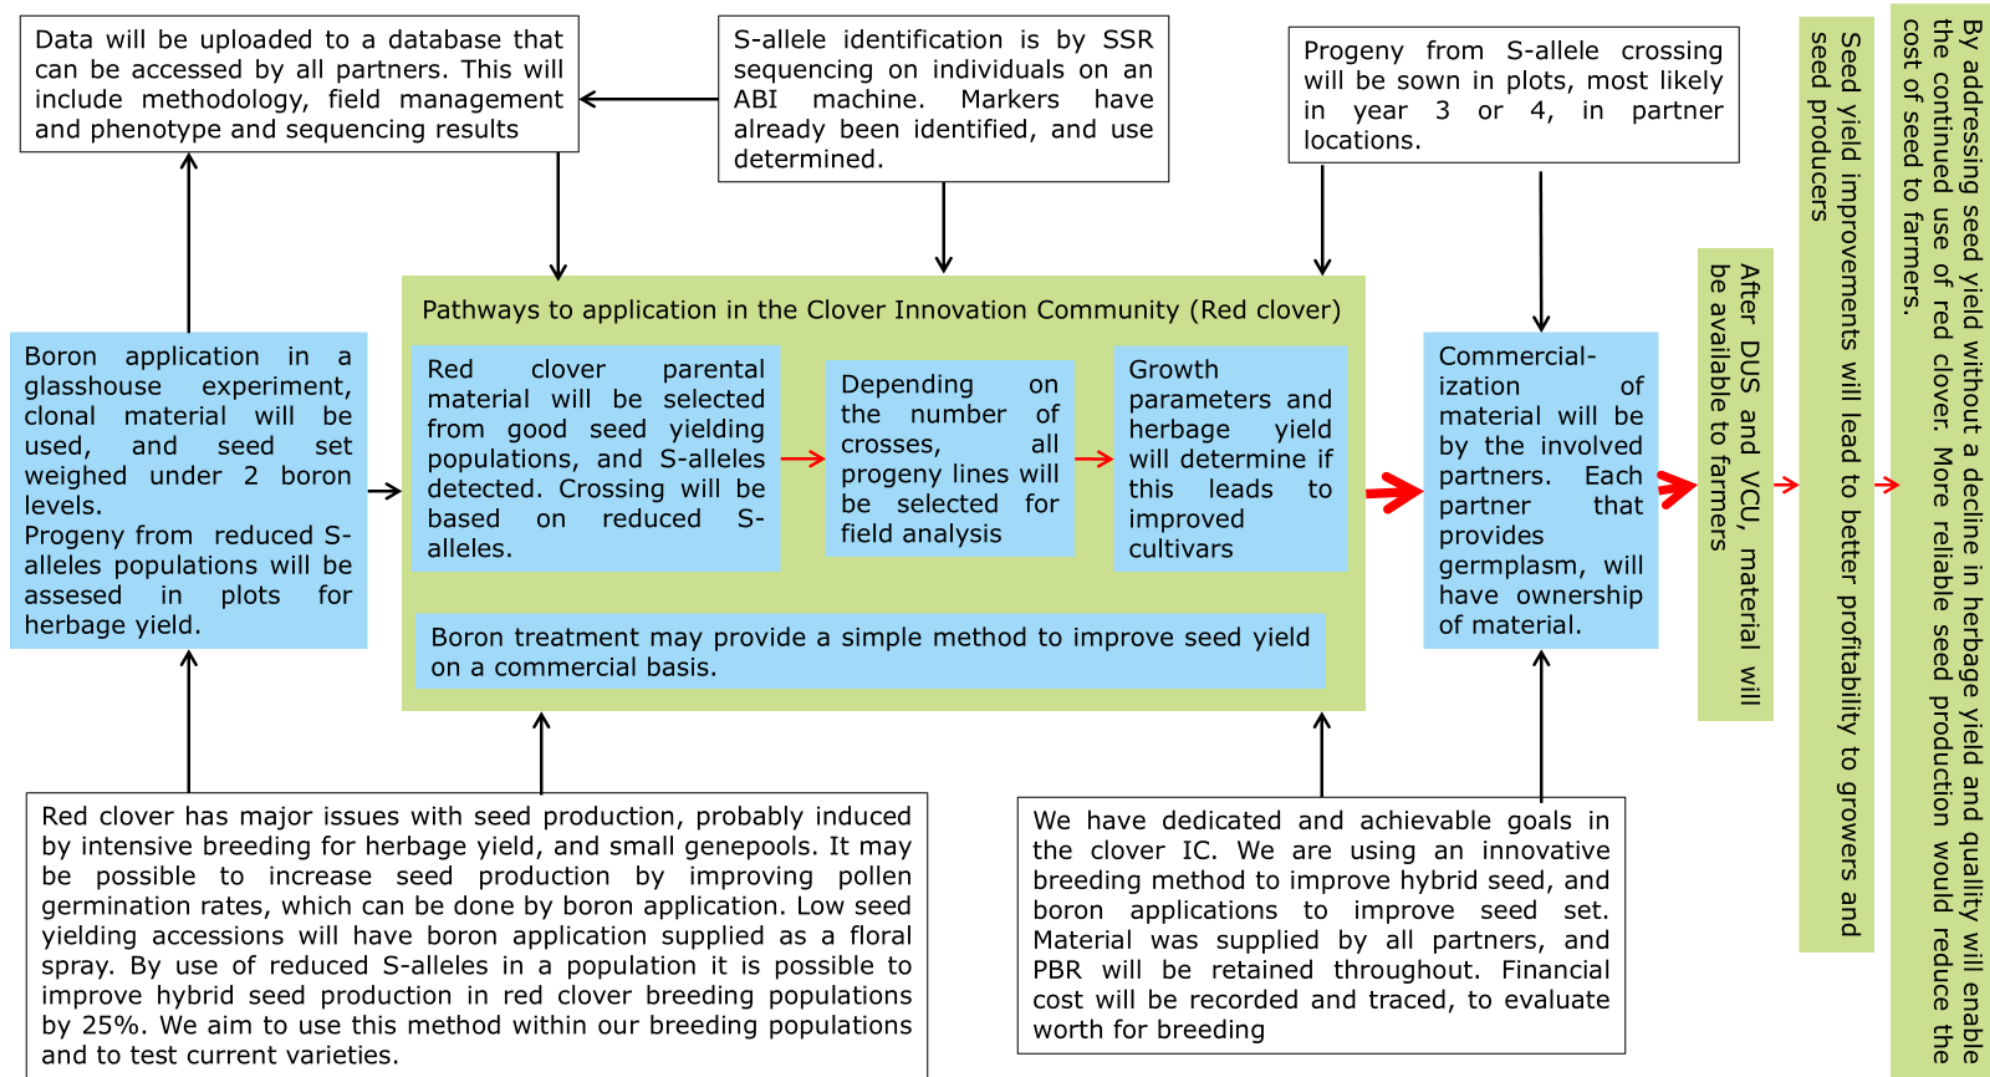 Data will be uploaded to a database that
can be accessed by all partners. This will
include methodology, field management
and phenotype and sequencing results
S-allele identification is by SSR
sequencing on individuals on an
ABI machine. Markers have
already been identified, and use
determined.
Progeny from S-allele crossing
will be sown in plots, most likely
in year 3 or 4, in partner
locations.
Boron application in a
glasshouse experiment,
clonal material will be
used, and seed set
weighed under 2 boron
levels.
Progeny from reduced S-
alleles populations will be
assesed in plots for
herbage yield.
Pathways to application in the Clover Innovation Community (Red clover)
Red clover parental
material will be selected
from good seed yielding
populations, and S-alleles
detected. Crossing will be
based on reduced S-
alleles.
Depending on
the number of
crosses, all
progeny lines will
be selected for
field analysis
Growth
parameters and
herbage yield
will determine if
this leads to
improved
cultivars
Boron treatment may provide a simple method to improve seed yield
on a commercial basis.
Commercial-
ization of
material will be
by the involved
partners. Each
partner that
provides
germplasm, will
have ownership
of material.
After DUS and VCU, material will
be available to farmers
Seed yield improvements will lead to better profitability to growers and
seed producers
By addressing seed yield without a decline in herbage yield and quallity will enable
the continued use of red clover. More reliable seed production would reduce the
cost of seed to farmers.
Red clover has major issues with seed production, probably induced
by intensive breeding for herbage yield, and small genepools. It may
be possible to increase seed production by improving pollen
germination rates, which can be done by boron application. Low seed
yielding accessions will have boron application supplied as a floral
spray. By use of reduced S-alleles in a population it is possible to
improve hybrid seed production in red clover breeding populations
by 25%. We aim to use this method within our breeding populations
and to test current varieties.
We have dedicated and achievable goals in
the clover IC. We are using an innovative
breeding method to improve hybrid seed, and
boron applications to improve seed set.
Material was supplied by all partners, and
PBR will be retained throughout. Financial
cost will be recorded and traced, to evaluate
worth for breeding